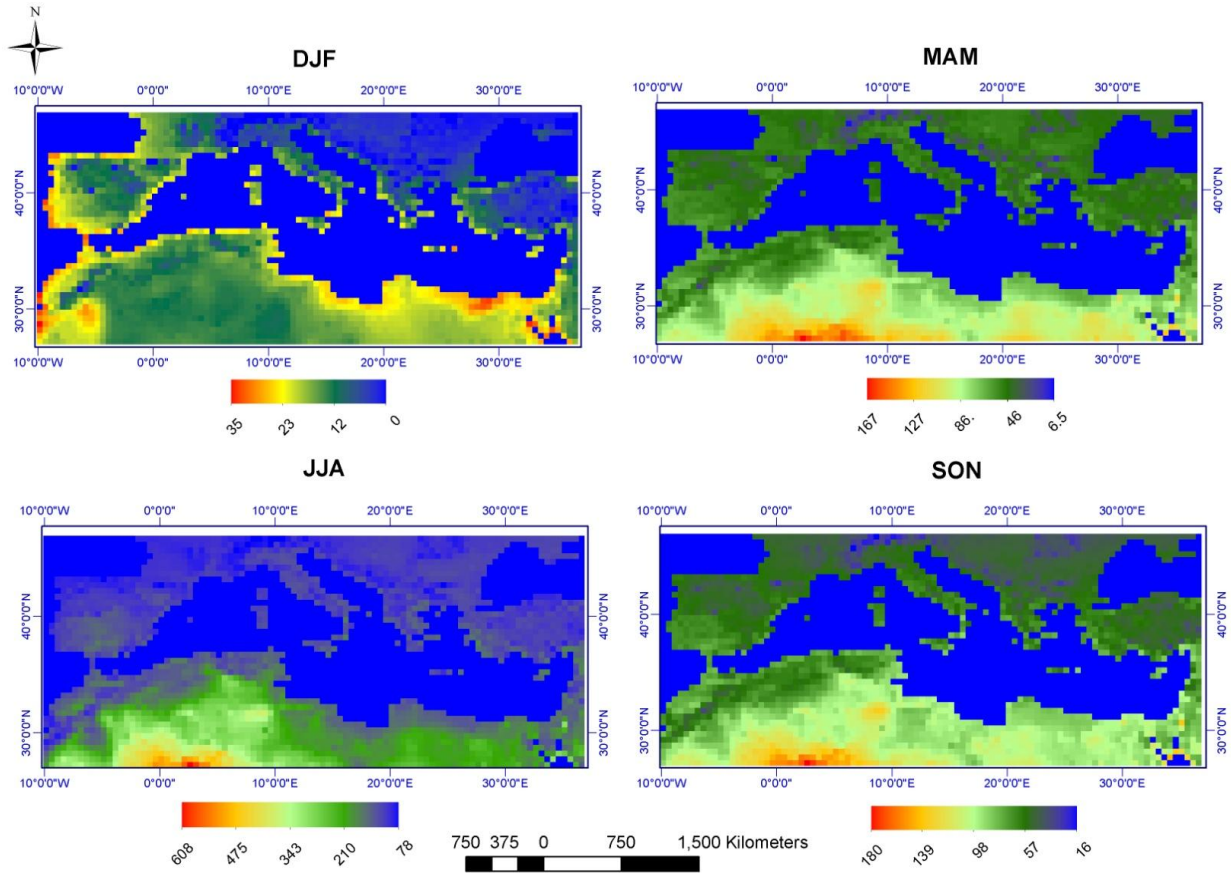 N
DJF
10°0'0"W 0°0'0" 10°0'0"E 20°0'0"E 30°0'0"E
40°0'0"N 40°0'0"N
30°0'0"N 30°0'0"N
10°0'0"W 0°0'0" 10°0'0"E 20°0'0"E 30°0'0"E
35 23 12 0
MAM
10°0'0"W 0°0'0" 10°0'0"E 20°0'0"E 30°0'0"E
40°0'0"N 40°0'0"N
30°0'0"N 30°0'0"N
10°0'0"W 0°0'0" 10°0'0"E 20°0'0"E 30°0'0"E
167 127 86. 46 6.5
JJA
10°0'0"W 0°0'0"E 10°0'0"E 20°0'0"E 30°0'0"E
40°0'0"N 40°0'0"N
30°0'0"N 30°0'0"N
10°0'0"W 0°0'0"E 10°0'0"E 20°0'0"E 30°0'0"E
608 475 343 210 78
SON
10°0'0"W 0°0'0"E 10°0'0"E 20°0'0"E 30°0'0"E
40°0'0"N 40°0'0"N
30°0'0"N 30°0'0"N
10°0'0"W 0°0'0"E 10°0'0"E 20°0'0"E 30°0'0"E
180 139 98 57 16
750 375 0 750 1,500 Kilometers